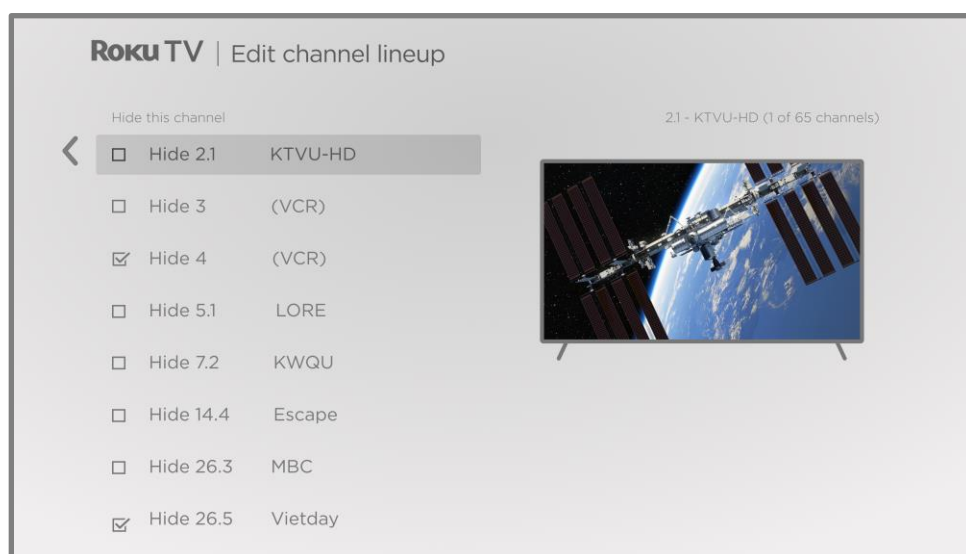 Roku TV | Edit channel lineup
Hide this channel
2.1 - KTVU-HD (1 of 65 channels)
Hide 2.1 KTVU-HD
Hide 3 (VCR)
Hide 4 (VCR)
Hide 5.1 LORE
Hide 7.2 KWQU
Hide 14.4 Escape
Hide 26.3 MBC
Hide 26.5 Vietday